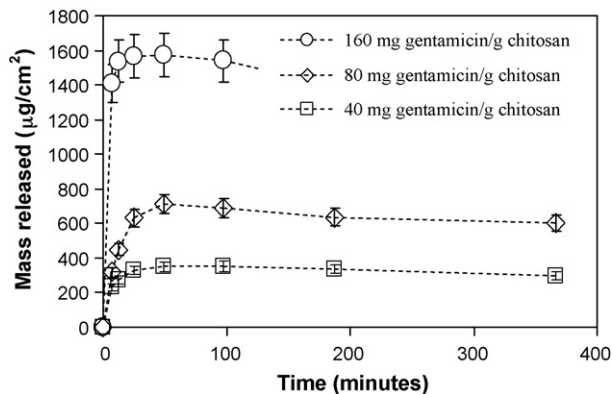 1800
1600
1400
1200
1000
800
600
400
200
0
Mass released (µg/cm²)
160 mg gentamicin/g chitosan
80 mg gentamicin/g chitosan
40 mg gentamicin/g chitosan
0 100 200 300 400
Time (minutes)